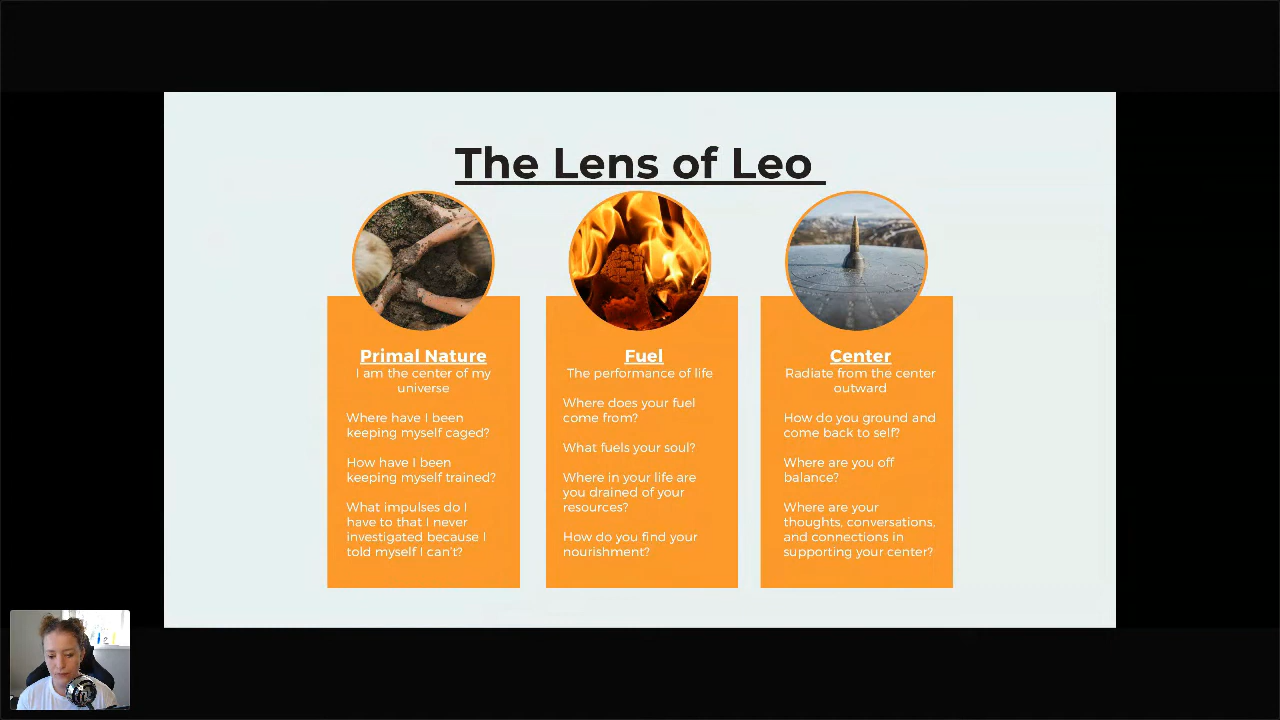 The Lens of Leo
Primal Nature
I am the center of my
universe
Where have I been
keeping myself caged?
How have I been
keeping myself trained?
What impulses do I
have to that I never
investigated because I
told myself I can't?
Fuel
The performance of life
Where does your fuel
come from?
What fuels your soul?
Where in your life are
you drained of your
resources?
How do you find your
nourishment?
Center
Radiate from the center
outward
How do you ground and
come back to self?
Where are you off
balance?
Where are your
thoughts, conversations,
and connections in
supporting your center?